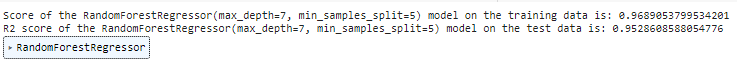 Score of the RandomForestRegressor(max_depth=7, min_samples_split=5) model on the training data is: 0.9689053799534201
R2 score of the RandomForestRegressor(max_depth=7, min_samples_split=5) model on the test data is: 0.9528608588054776
▸ RandomForestRegressor